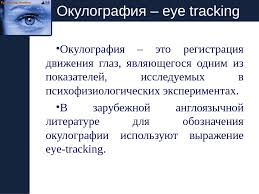 Окулография – eye tracking
•Окулография – это регистрация
движения глаз, являющегося одним из
показателей, исследуемых в
психофизиологических экспериментах.
•В зарубежной англоязычной
литературе для обозначения
окулографии используют выражение
eye-tracking.